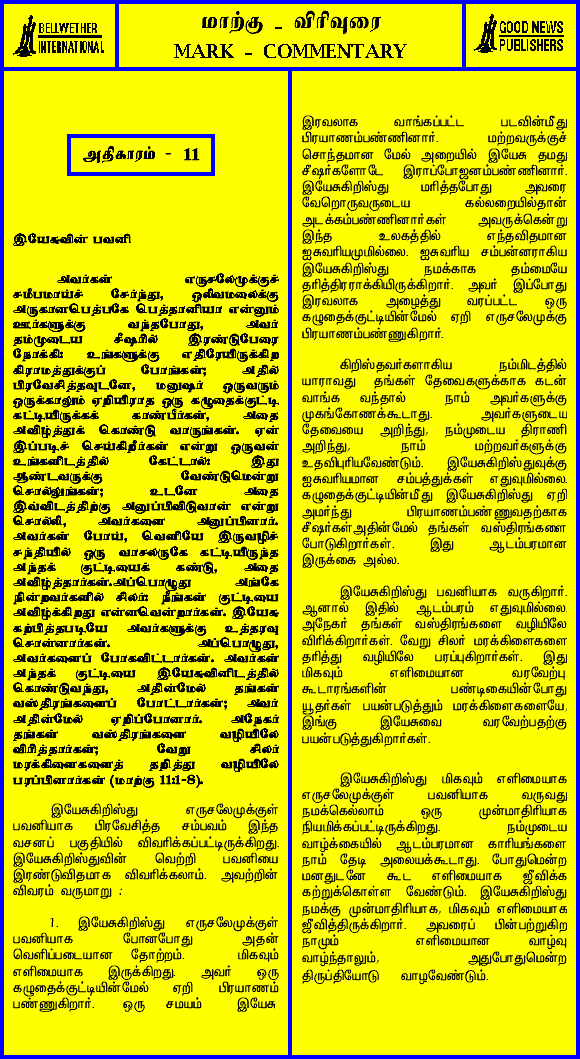 BELLWETHER
INTERNATIONAL
மாற்கு - விரிவுரை
MARK - COMMENTARY
GOOD NEWS
PUBLISHERS
அதிகாரம் - 11
இயேசுவின் பவனி
அவர்கள் எருசலேமுக்குச்
சமீபமாய்ச் சேர்ந்து, ஒலிவமலைக்கு
அருகானபெத்பகே பெத்தானியா என்னும்
ஊர்களுக்கு வந்தபோது, அவர்
தம்முடைய சீஷரில் இரண்டுபேரை
நோக்கி: உங்களுக்கு எதிரேயிருக்கிற
கிராமத்துக்குப் போங்கள்; அதில்
பிரவேசித்தவுடனே, மனுஷர் ஒருவரும்
ஒருக்காலும் ஏறியிராத ஒரு கழுதைக்குட்டி
கட்டியிருக்கக் காண்பீர்கள், அதை
அவிழ்த்துக் கொண்டு வாருங்கள். ஏன்
இப்படிச் செய்கிறீர்கள் என்று ஒருவன்
உங்களிடத்தில் கேட்டால்: இது
ஆண்டவருக்கு வேண்டுமென்று
சொல்லுங்கள்; உடனே அதை
இவ்விடத்திற்கு அனுப்பிவிடுவான் என்று
சொல்லி, அவர்களை அனுப்பினார்.
அவர்கள் போய், வெளியே இருவழிச்
சந்தியில் ஒரு வாசலருகே கட்டியிருந்த
அந்தக் குட்டியைக் கண்டு, அதை
அவிழ்த்தார்கள்.அப்பொழுது அங்கே
நின்றவர்களில் சிலர்: நீங்கள் குட்டியை
அவிழ்க்கிறது என்னவென்றார்கள். இயேசு
கற்பித்தபடியே அவர்களுக்கு உத்தரவு
சொன்னார்கள். அப்பொழுது,
அவர்களைப் போகவிட்டார்கள். அவர்கள்
அந்தக் குட்டியை இயேசுவினிடத்தில்
கொண்டுவந்து, அதின்மேல் தங்கள்
வஸ்திரங்களைப் போட்டார்கள்; அவர்
அதின்மேல் ஏறிப்போனார். அநேகர்
தங்கள் வஸ்திரங்களை வழியிலே
விரித்தார்கள்; வேறு சிலர்
மரக்கிளைகளைத் தறித்து வழியிலே
பரப்பினார்கள் (மாற்கு 11:1-8).
இயேசுகிறிஸ்து எருசலேமுக்குள்
பவனியாக பிரவேசித்த சம்பவம் இந்த
வசனப் பகுதியில் விவரிக்கப்பட்டிருக்கிறது.
இயேசுகிறிஸ்துவின் வெற்றி பவனியை
இரண்டுவிதமாக விவரிக்கலாம். அவற்றின்
விவரம் வருமாறு :
1. இயேசுகிறிஸ்து எருசலேமுக்குள்
பவனியாக போனபோது அதன்
வெளிப்படையான தோற்றம். மிகவும்
எளிமையாக இருக்கிறது. அவர் ஒரு
கழுதைக்குட்டியின்மேல் ஏறி பிரயாணம்
பண்ணுகிறார். ஒரு சமயம் இயேசு
இரவலாக வாங்கப்பட்ட படவின்மீது
பிரயாணம்பண்ணினார். மற்றவருக்குச்
சொந்தமான மேல் அறையில் இயேசு தமது
சீஷர்களோடே இராப்போஜனம்பண்ணினார்.
இயேசுகிறிஸ்து மரித்தபோது அவரை
வேறொருவருடைய கல்லறையில்தான்
அடக்கம்பண்ணினார்கள் அவருக்கென்று
இந்த உலகத்தில் எந்தவிதமான
ஐசுவரியமுமில்லை. ஐசுவரிய சம்பன்னராகிய
இயேசுகிறிஸ்து நமக்காக தம்மையே
தரித்திரராக்கியிருக்கிறார். அவர் இப்போது
இரவலாக அழைத்து வரப்பட்ட ஒரு
கழுதைக்குட்டியின்மேல் ஏறி எருசலேமுக்கு
பிரயாணம்பண்ணுகிறார்.
கிறிஸ்தவர்களாகிய நம்மிடத்தில்
யாராவது தங்கள் தேவைகளுக்காக கடன்
வாங்க வந்தால் நாம் அவர்களுக்கு
முகங்கோணக்கூடாது. அவர்களுடைய
தேவையை அறிந்து, நம்முடைய திராணி
அறிந்து, நாம் மற்றவர்களுக்கு
உதவிபுரியவேண்டும். இயேசுகிறிஸ்துவுக்கு
ஐசுவரியமான சம்பத்துக்கள் எதுவுமில்லை.
கழுதைக்குட்டியின்மீது இயேசுகிறிஸ்து ஏறி
அமர்ந்து பிரயாணம்பண்ணுவதற்காக
சீஷர்கள்அதின்மேல் தங்கள் வஸ்திரங்களை
போடுகிறார்கள். இது ஆடம்பரமான
இருக்கை அல்ல.
இயேசுகிறிஸ்து பவனியாக வருகிறார்.
ஆனால் இதில் ஆடம்பரம் எதுவுமில்லை.
அநேகர் தங்கள் வஸ்திரங்களை வழியிலே
விரிக்கிறார்கள். வேறு சிலர் மரக்கிளைகளை
தரித்து வழியிலே பரப்புகிறார்கள். இது
மிகவும் எளிமையான வரவேற்பு.
கூடாரங்களின் பண்டிகையின்போது
யூதர்கள் பயன்படுத்தும் மரக்கிளைகளையே,
இங்கு இயேசுவை வரவேற்பதற்கு
பயன்படுத்துகிறார்கள்.
இயேசுகிறிஸ்து மிகவும் எளிமையாக
எருசலேமுக்குள் பவனியாக வருவது
நமக்கெல்லாம் ஒரு முன்மாதிரியாக
நியமிக்கப்பட்டிருக்கிறது. நம்முடைய
வாழ்க்கையில் ஆடம்பரமான காரியங்களை
நாம் தேடி அலையக்கூடாது. போதுமென்ற
மனதுடனே கூட எளிமையாக ஜீவிக்க
கற்றுக்கொள்ள வேண்டும். இயேசுகிறிஸ்து
நமக்கு முன்மாதிரியாக, மிகவும் எளிமையாக
ஜீவித்திருக்கிறார். அவரைப் பின்பற்றுகிற
நாமும் எளிமையான வாழ்வு
வாழ்ந்தாலும், அதுபோதுமென்ற
திருப்தியோடு வாழவேண்டும்.